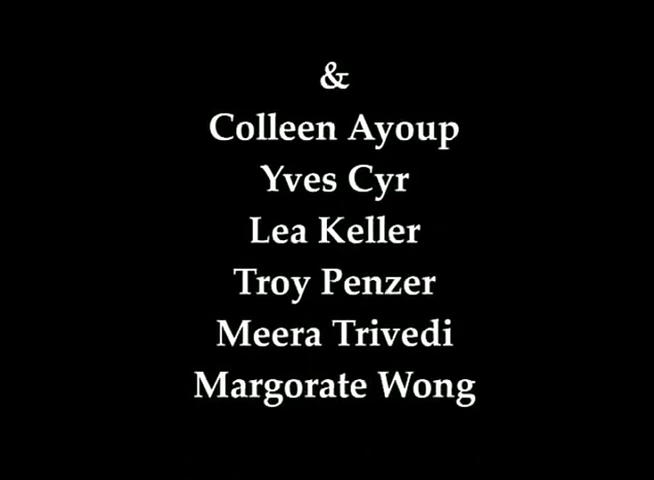 &
Colleen Ayoup
Yves Cyr
Lea Keller
Troy Penzer
Meera Trivedi
Margorate Wong